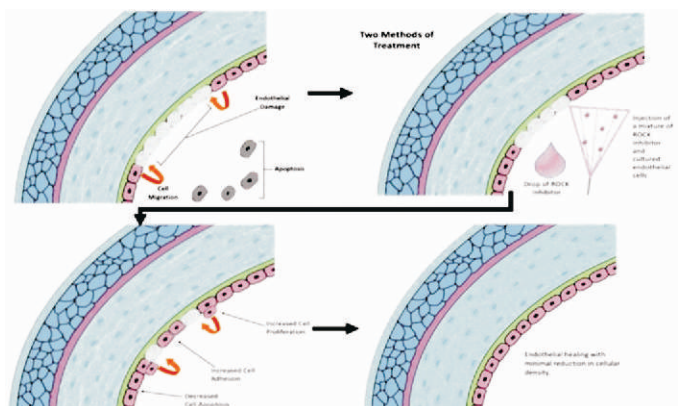 Two Methods of
Treatment
Endothelial
Damage
Apoptosis
Cell
Migration
Injection of
a mixture of
ROCK
inhibitor
and
cultured
endothelial
cells
Drop of ROCK
inhibitor
Increased Cell
Proliferation
Increased Cell
Adhesion
Decreased
Cell Apoptosis
Endothelial healing with
minimal reduction in cellular
density